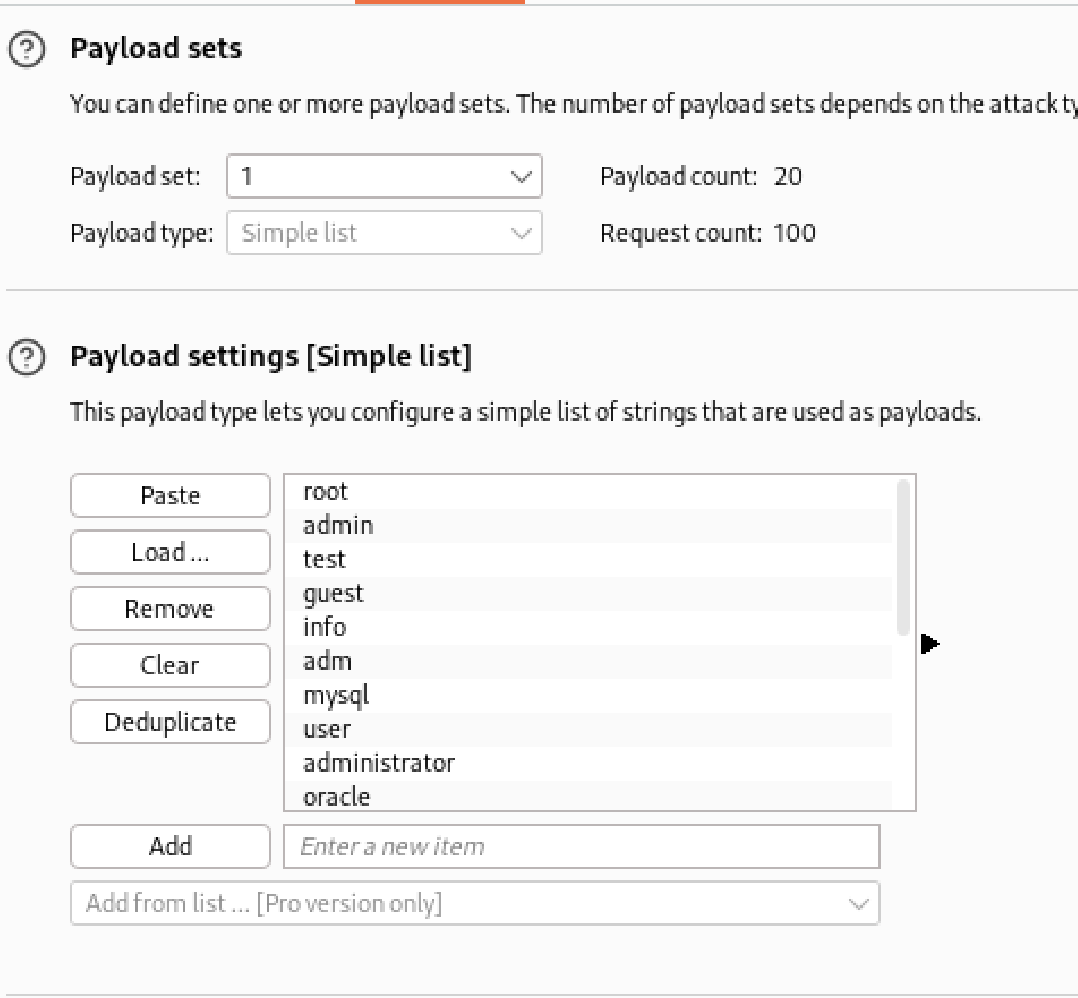 Payload sets
You can define one or more payload sets. The number of payload sets depends on the attack ty
Payload set: 1 Payload count: 20
Payload type: Simple list Request count: 100
Payload settings [Simple list]
This payload type lets you configure a simple list of strings that are used as payloads.
Paste
Load ...
Remove
Clear
Deduplicate
root
admin
test
guest
info
adm
mysql
user
administrator
oracle
Add
Enter a new item
Add from list ... [Pro version only]